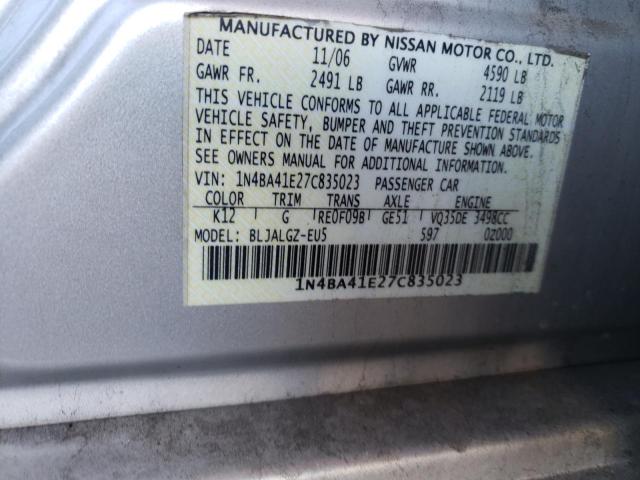 MANUFACTURED BY NISSAN MOTOR CO., LTD.
DATE 11/06 GVWR 4590 LB
GAWR FR. 2491 LB GAWR RR. 2119 LB
THIS VEHICLE CONFORMS TO ALL APPLICABLE FEDERAL MOTOR
VEHICLE SAFETY, BUMPER AND THEFT PREVENTION STANDARDS
IN EFFECT ON THE DATE OF MANUFACTURE SHOWN ABOVE.
SEE OWNERS MANUAL FOR ADDITIONAL INFORMATION.
VIN: 1N4BA41E27C835023 PASSENGER CAR
COLOR TRIM TRANS AXLE ENGINE
K12 G RE0F09B GE51 VQ35DE 3498CC
MODEL: BLJALGZ-EU5 597 0Z000
1N4BA41E27C835023